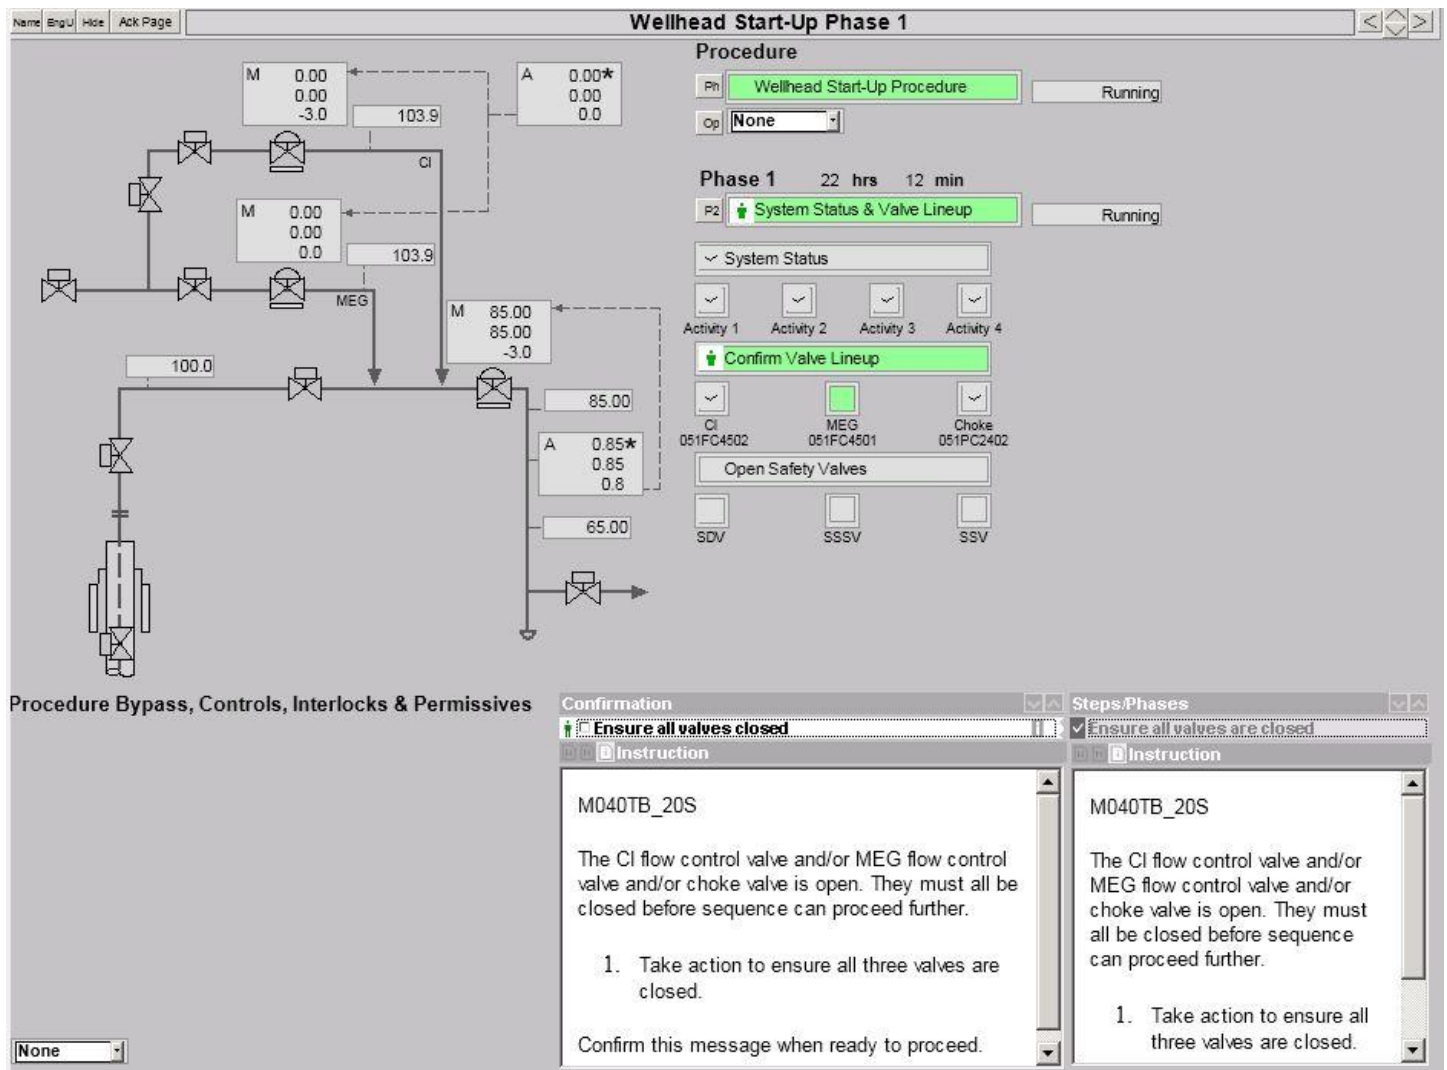 Name EngU Hide Ack Page Wellhead Start-Up Phase 1 < >
Procedure
Ph Wellhead Start-Up Procedure Running
Op None
Phase 1 22 hrs 12 min
P2 System Status & Valve Lineup Running
System Status
Activity 1 Activity 2 Activity 3 Activity 4
Confirm Valve Lineup
CI MEG Choke
051FC4502 051FC4501 051PC2402
Open Safety Valves
SDV SSSV SSV
M 0.00
0.00
-3.0
103.9
A 0.00*
0.00
0.0
CI
M 0.00
0.00
0.0
103.9
MEG
M 85.00
85.00
-3.0
100.0
85.00
A 0.85*
0.85
0.8
65.00
Procedure Bypass, Controls, Interlocks & Permissives
None
Confirmation
Ensure all valves closed
Instruction
M040TB_20S
The CI flow control valve and/or MEG flow control
valve and/or choke valve is open. They must all be
closed before sequence can proceed further.
1. Take action to ensure all three valves are
closed.
Confirm this message when ready to proceed.
Steps/Phases
Ensure all valves are closed
Instruction
M040TB_20S
The CI flow control valve and/or
MEG flow control valve and/or
choke valve is open. They must
all be closed before sequence
can proceed further.
1. Take action to ensure all
three valves are closed.